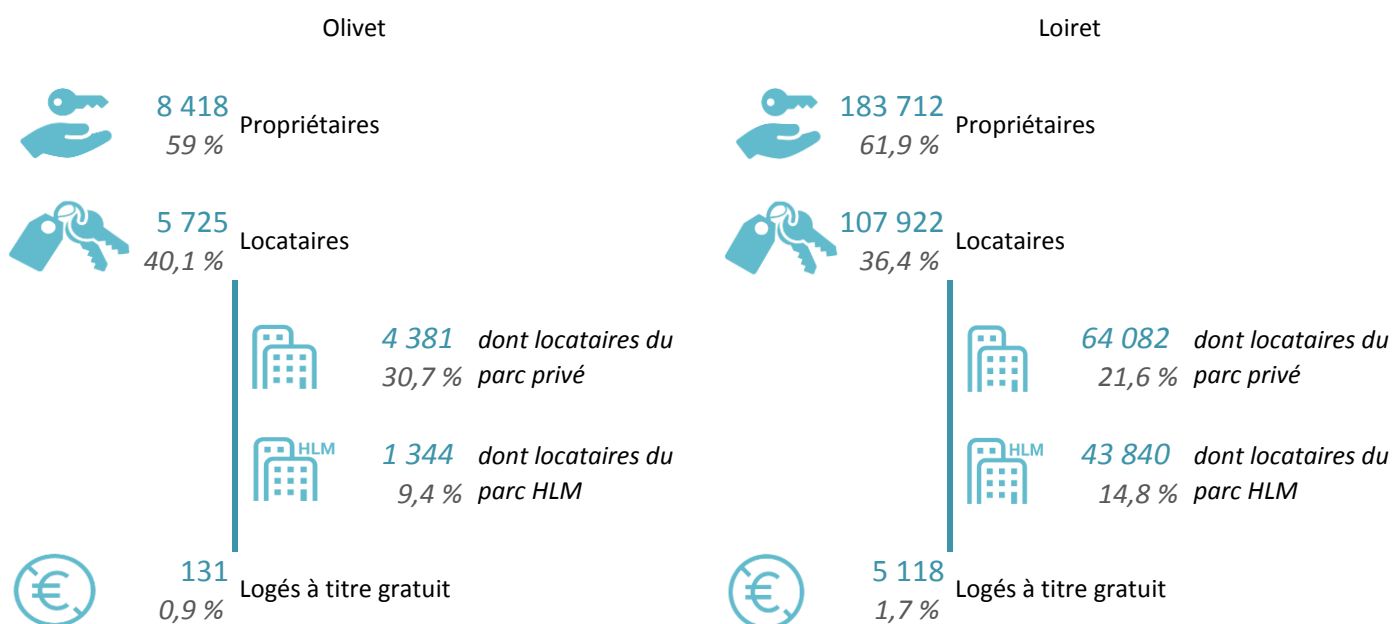 Olivet
8 418
59 %
Propriétaires
5 725
40,1 %
Locataires
4 381
30,7 %
dont locataires du
parc privé
HLM
1 344
9,4 %
dont locataires du
parc HLM
131
0,9 %
Logés à titre gratuit
€
Loiret
183 712
61,9 %
Propriétaires
107 922
36,4 %
Locataires
64 082
21,6 %
dont locataires du
parc privé
HLM
43 840
14,8 %
dont locataires du
parc HLM
5 118
1,7 %
Logés à titre gratuit
€